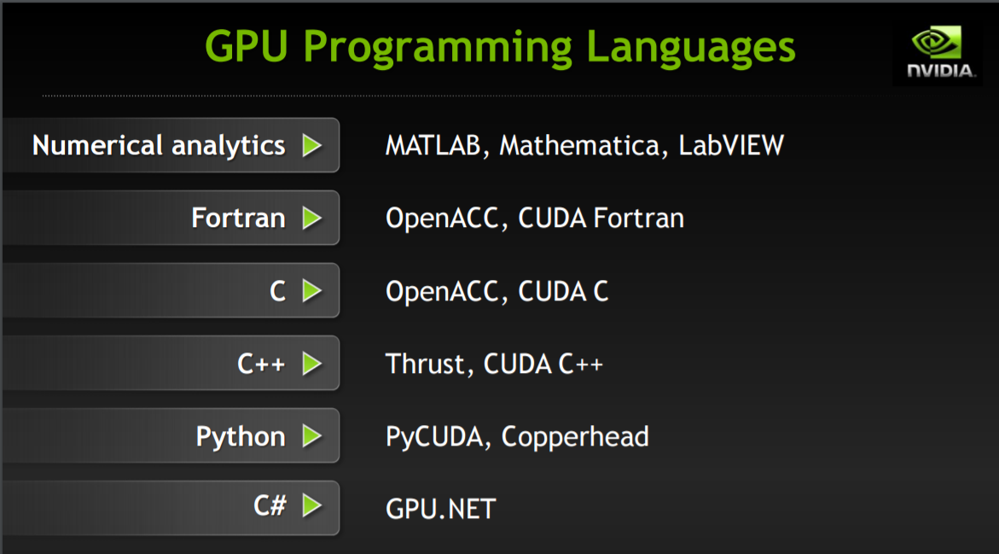 GPU Programming Languages
NVIDIA.
Numerical analytics MATLAB, Mathematica, LabVIEW
Fortran OpenACC, CUDA Fortran
C OpenACC, CUDA C
C++ Thrust, CUDA C++
Python PyCUDA, Copperhead
C# GPU.NET